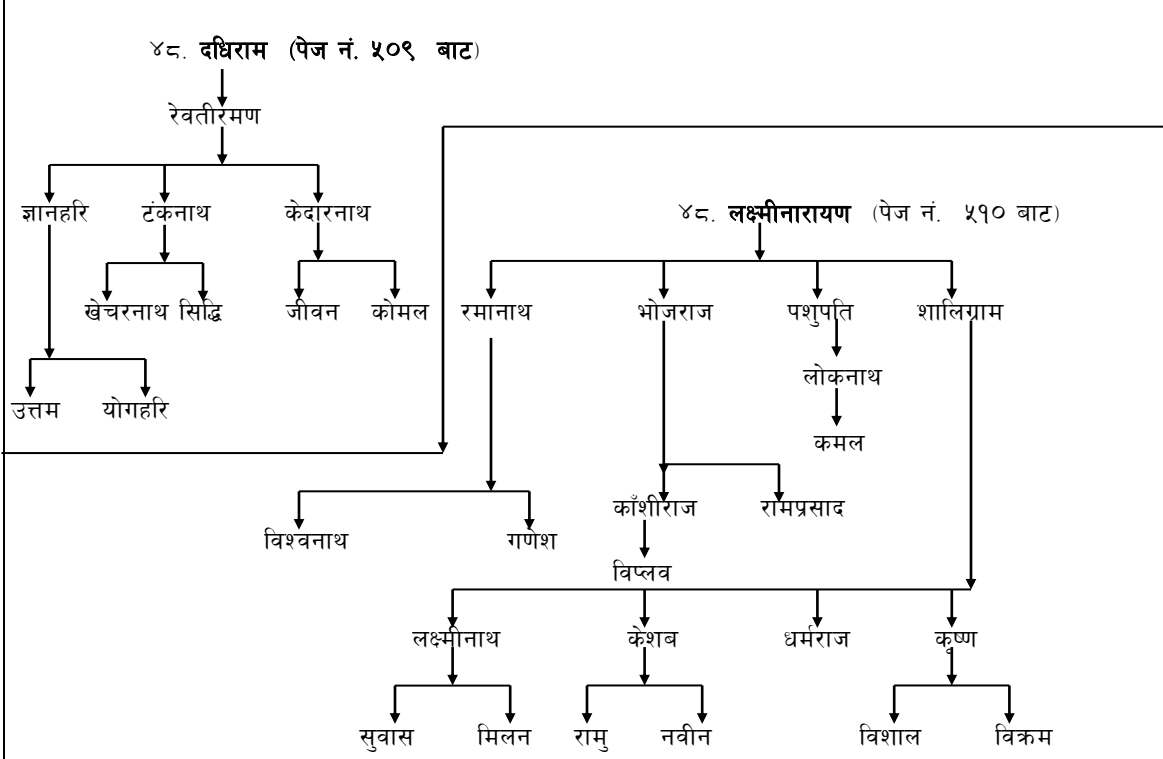 ४८. दधिराम (पेज नं. ५०९ बाट)
रेवतीरमण
ज्ञानहरि टंकनाथ केदारनाथ
खेचरनाथ सिद्धि जीवन कोमल
उत्तम योगहरि
४८. लक्ष्मीनारायण (पेज नं. ५१० बाट)
रमानाथ भोजराज पशुपति शालिग्राम
लोकनाथ
कमल
काँशीराज रामप्रसाद
विश्वनाथ गणेश
विप्लव
लक्ष्मीनाथ केशब धर्मराज कृष्ण
सुवास मिलन रामु नवीन विशाल विक्रम